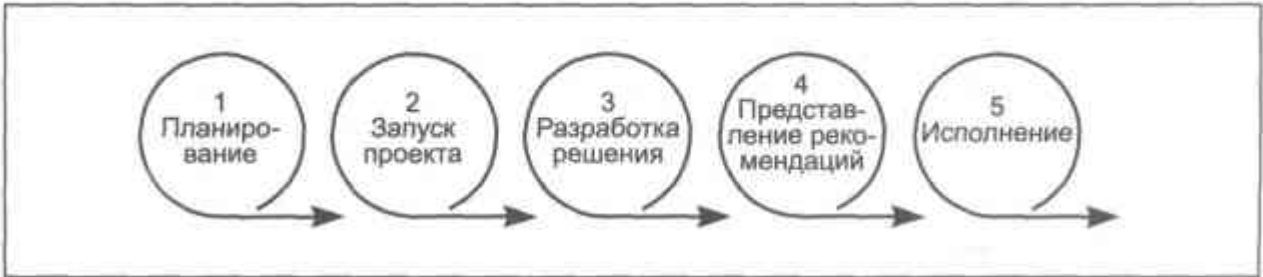 1
Планиро-
вание
2
Запуск
проекта
3
Разработка
решения
4
Представ-
ление реко-
мендаций
5
Исполнение